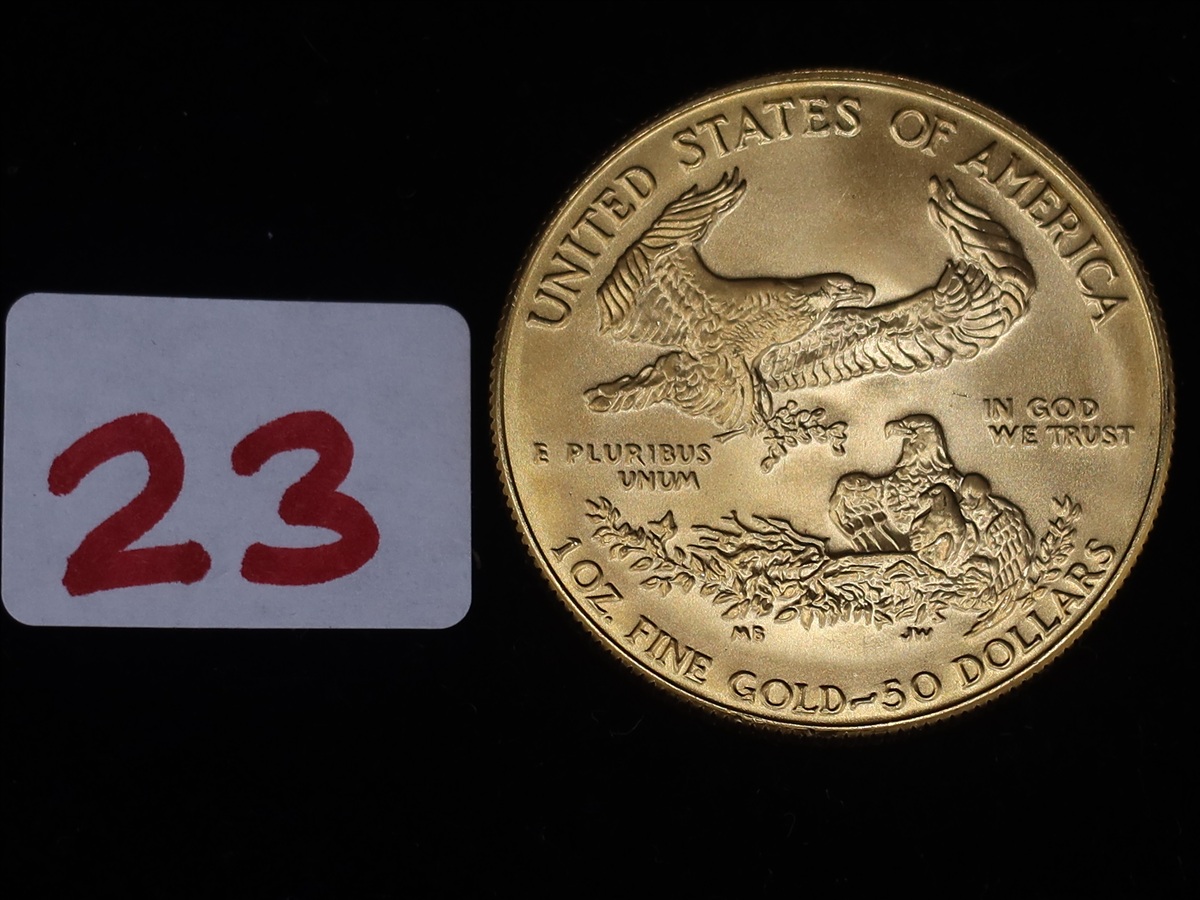 23
UNITED STATES OF AMERICA
IN GOD
WE TRUST
E PLURIBUS
UNUM
MB
JW
1 OZ. FINE GOLD~50 DOLLARS